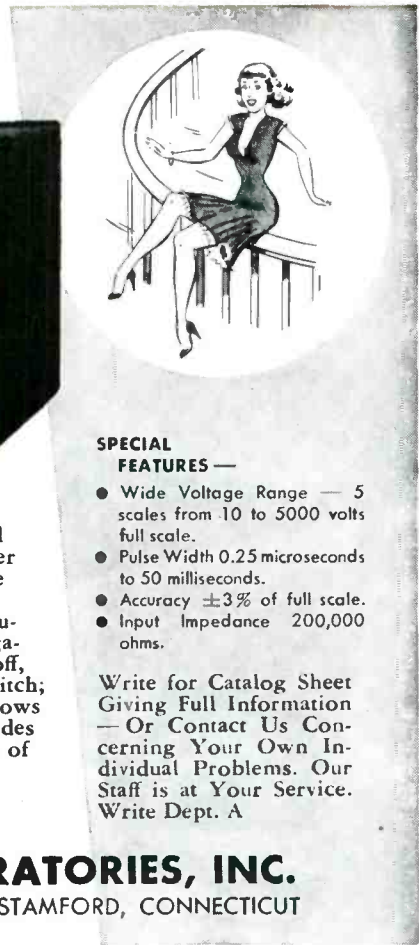 SPECIAL
FEATURES —
● Wide Voltage Range — 5
scales from 10 to 5000 volts
full scale.
● Pulse Width 0.25 microseconds
to 50 milliseconds.
● Accuracy ±3% of full scale.
● Input Impedance 200,000
ohms.
Write for Catalog Sheet
Giving Full Information
— Or Contact Us Con-
cerning Your Own In-
dividual Problems. Our
Staff is at Your Service.
Write Dept. A
off,
itch;
of
RATORIES, INC.
STAMFORD, CONNECTICUT